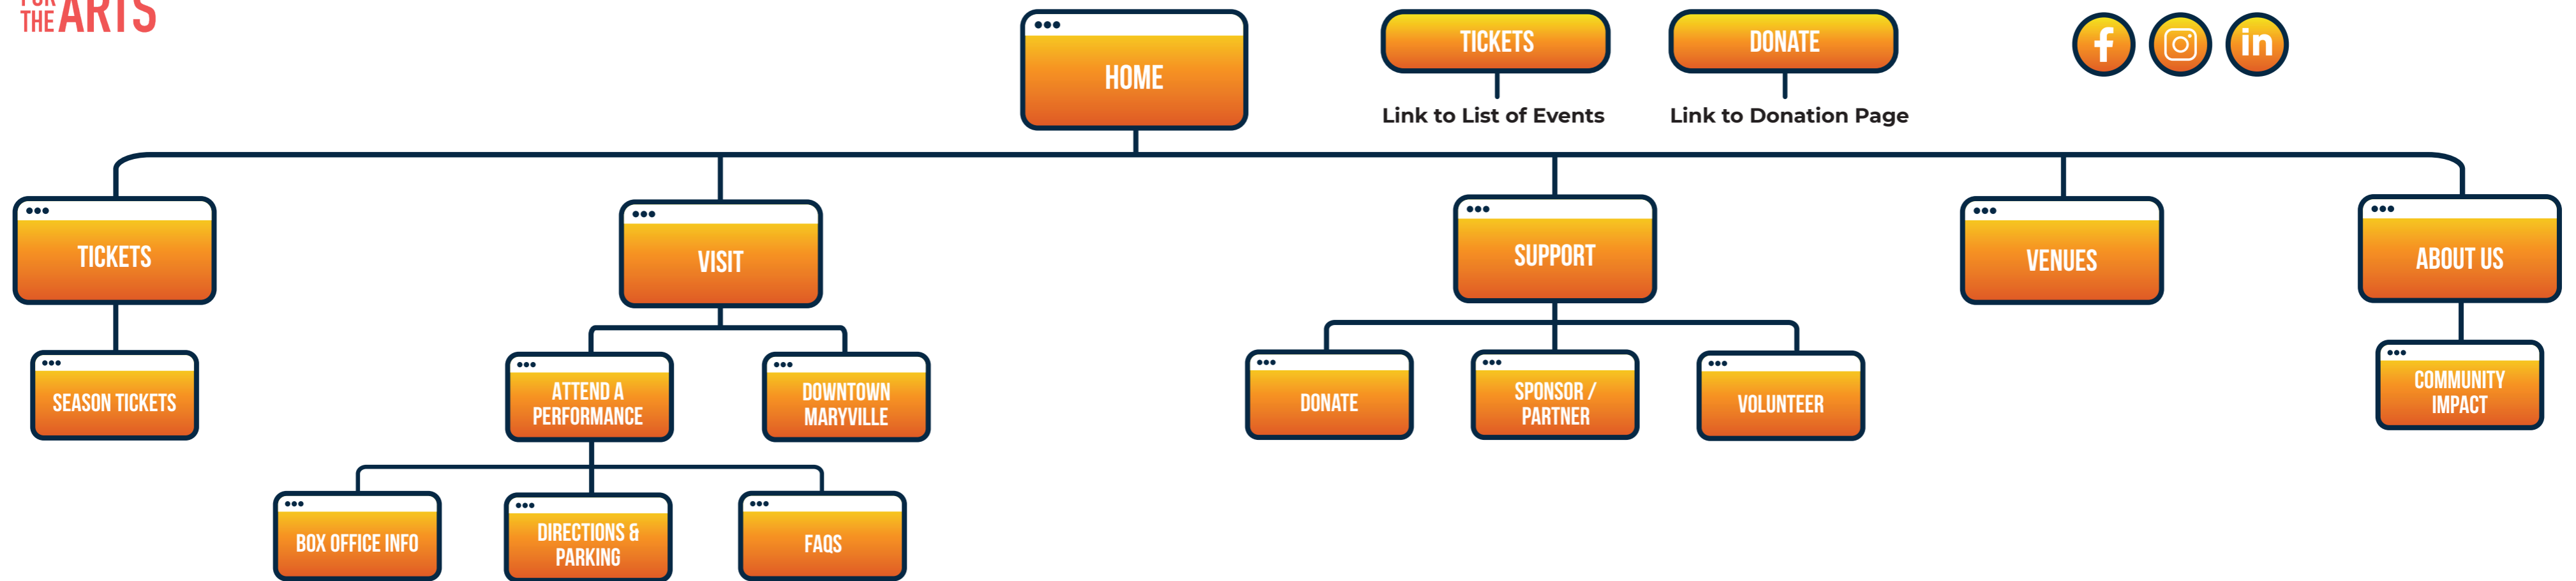 THE ARTS
HOME
TICKETS
DONATE
Link to List of Events
Link to Donation Page
TICKETS
VISIT
SUPPORT
VENUES
ABOUT US
SEASON TICKETS
ATTEND A
PERFORMANCE
DOWNTOWN
MARYVILLE
DONATE
SPONSOR /
PARTNER
VOLUNTEER
COMMUNITY
IMPACT
BOX OFFICE INFO
DIRECTIONS &
PARKING
FAQS